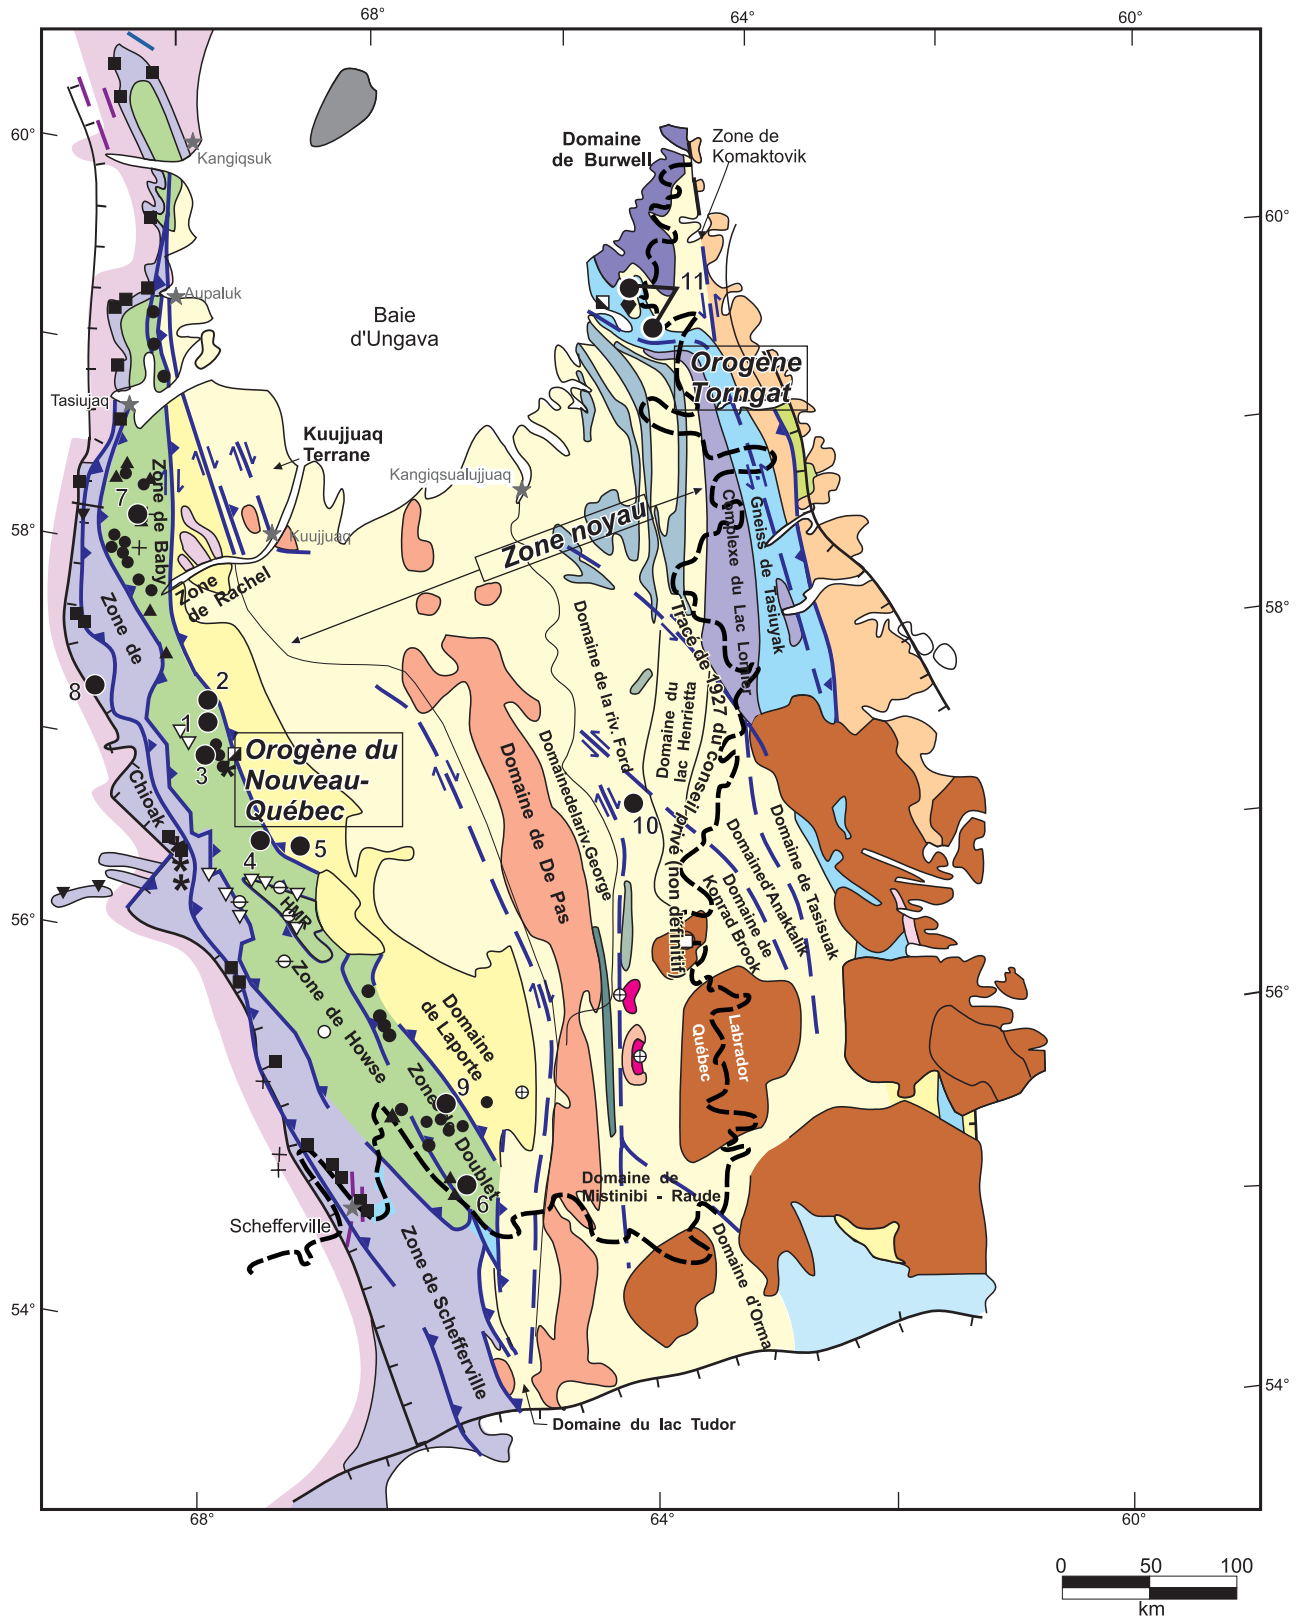 68°
64°
60°
60°
60°
58°
58°
56°
56°
54°
54°
68°
64°
60°
Kangiqsuk
Aupaluk
Tasiujaq
Baie
d'Ungava
Domaine
de Burwell
Zone de
Komaktovik
11
Orogène
Torngat
Kuujjuaq
Terrane
Kangiqsualujjuaq
Kuujjuaq
Zone noyau
Zone de Baby
7
Zone
de Rachel
Complexe du Lac Lomier
Gneiss de Tasiuyak
Zone de
Chioak
8
2
1
3
Orogène du
Nouveau-
Québec
4
5
HMR
Domaine de la riv. Ford
Domaine du
lac Henrietta
Tracé de 1927 du conseil privé (non définitif)
Domainedelariv.George
Domaine de De Pas
10
Domaine de Tasisuak
Domained'Anaktalik
Domaine de
Konrad Brook
Zone de Howse
Domaine
de Laporte
9
Zone de Doublet
6
Labrador
Québec
Domaine de
Mistinibi - Raude
Schefferville
Zone de Schefferville
Domaine d'Orma
Domaine du lac Tudor
0 50 100
km